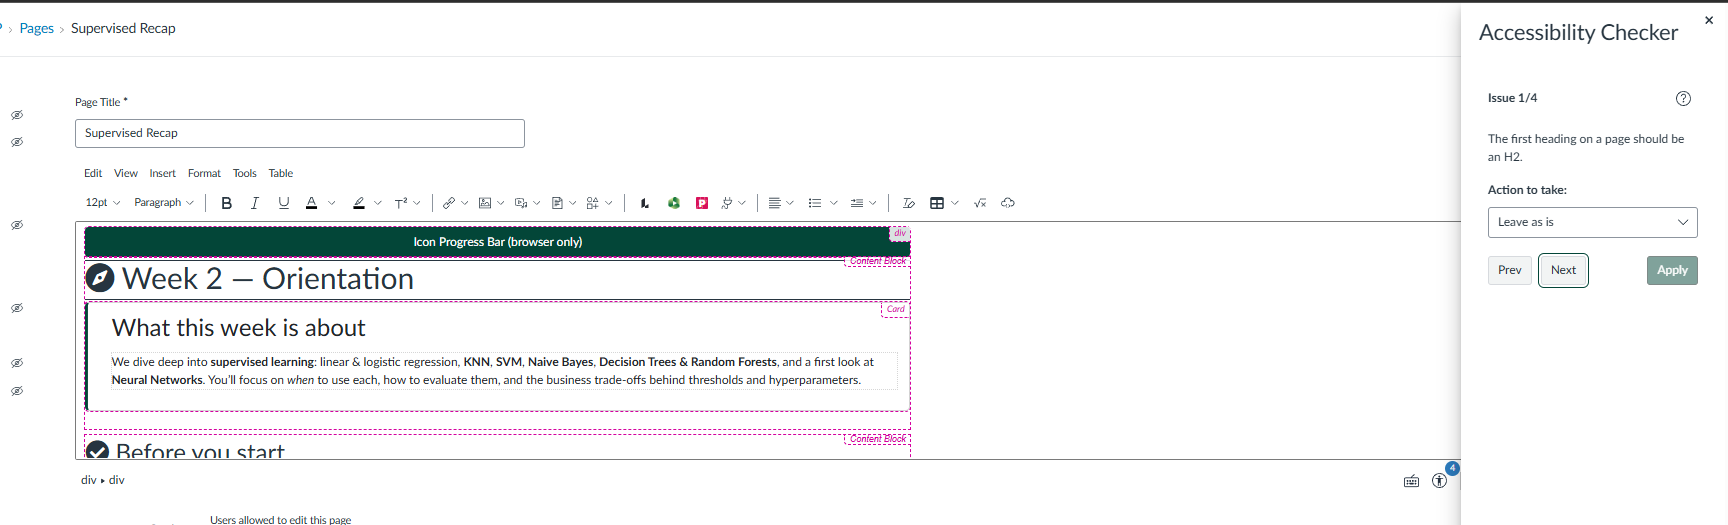 Pages › Supervised Recap
Accessibility Checker
Page Title *
Supervised Recap
Edit View Insert Format Tools Table
12pt Paragraph B I U A T² P √x
div
Icon Progress Bar (browser only)
Content Block
Week 2 — Orientation
Card
What this week is about
We dive deep into supervised learning: linear & logistic regression, KNN, SVM, Naive Bayes, Decision Trees & Random Forests, and a first look at
Neural Networks. You’ll focus on when to use each, how to evaluate them, and the business trade-offs behind thresholds and hyperparameters.
Content Block
Before you start
div ▸ div
4
Users allowed to edit this page
Issue 1/4
The first heading on a page should be
an H2.
Action to take:
Leave as is
Prev Next Apply